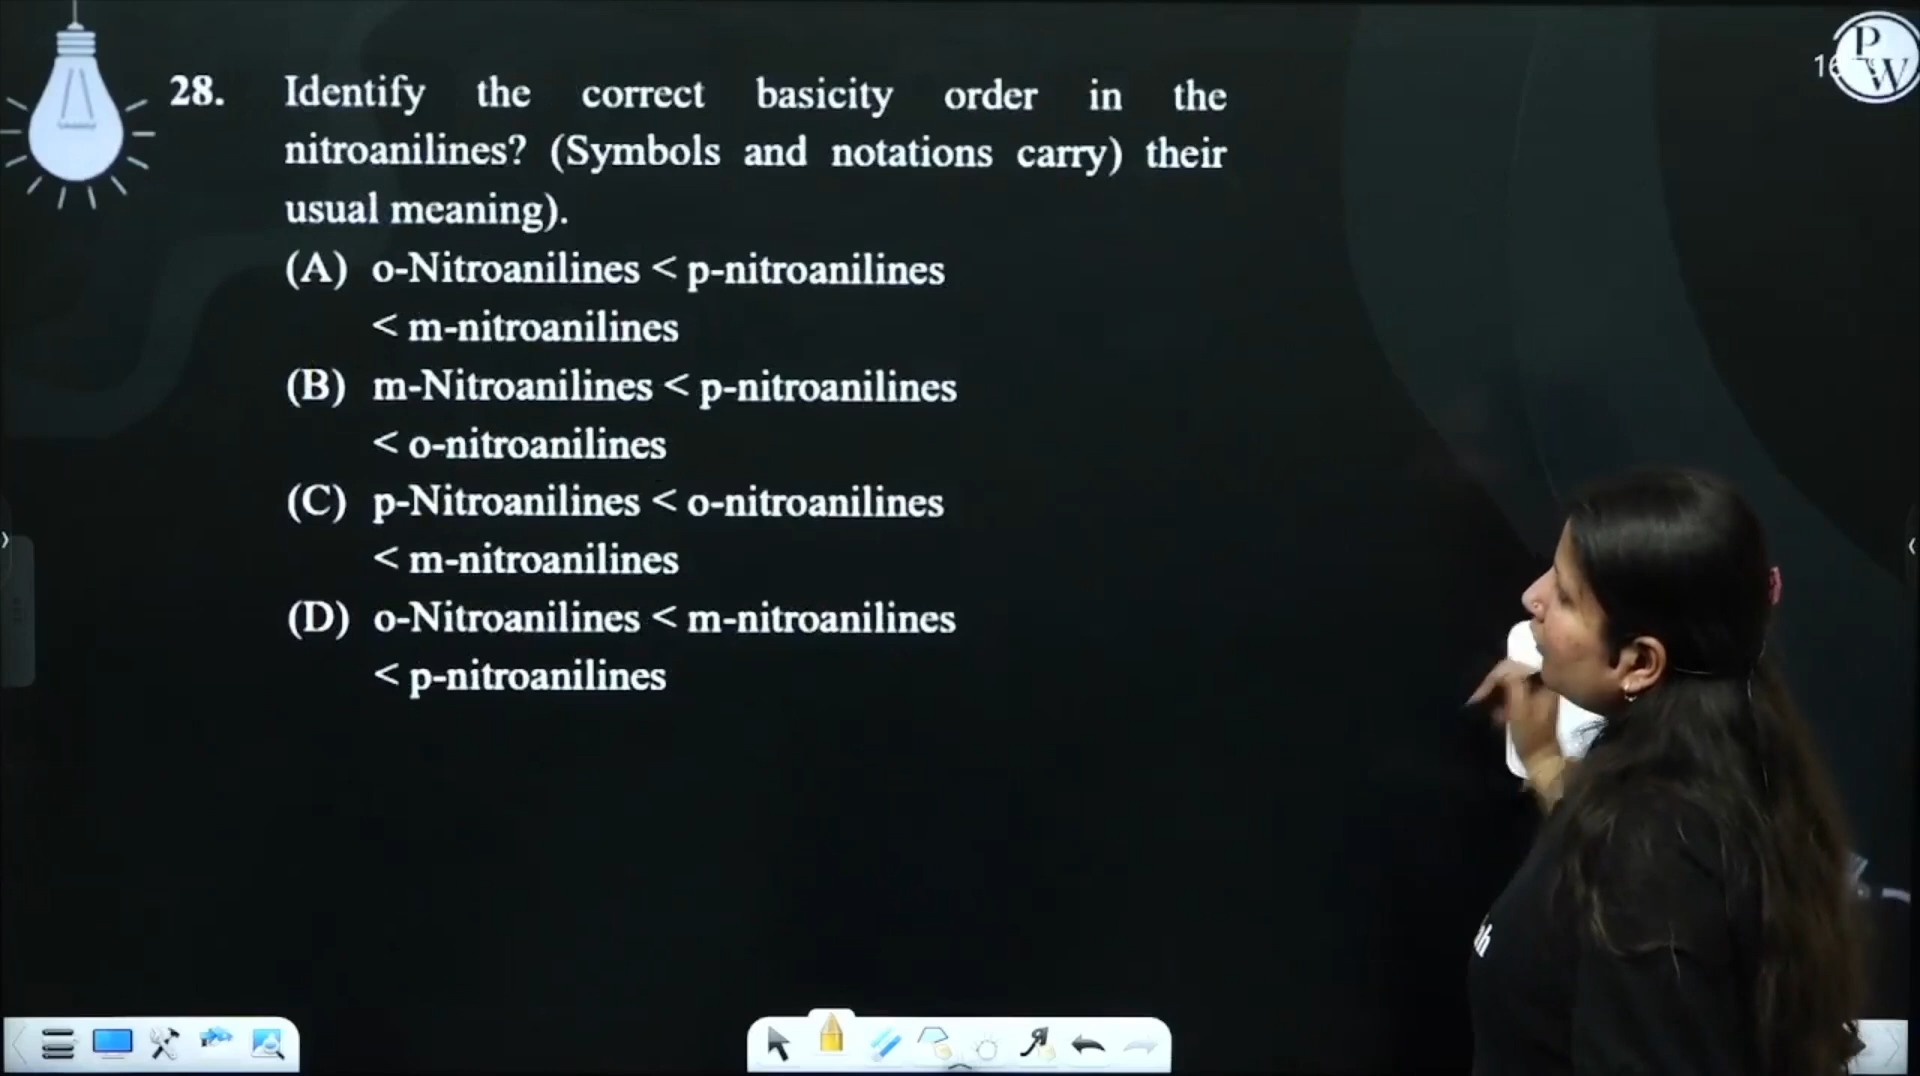 28. Identify the correct basicity order in the
nitroanilines? (Symbols and notations carry) their
usual meaning).
(A) o-Nitroanilines < p-nitroanilines
< m-nitroanilines
(B) m-Nitroanilines < p-nitroanilines
< o-nitroanilines
(C) p-Nitroanilines < o-nitroanilines
< m-nitroanilines
(D) o-Nitroanilines < m-nitroanilines
< p-nitroanilines
PW